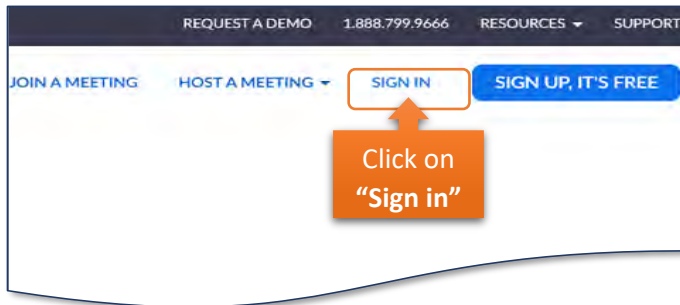 REQUEST A DEMO 1.888.799.9666 RESOURCES SUPPORT
JOIN A MEETING HOST A MEETING SIGN IN SIGN UP, IT'S FREE
Click on
“Sign in”